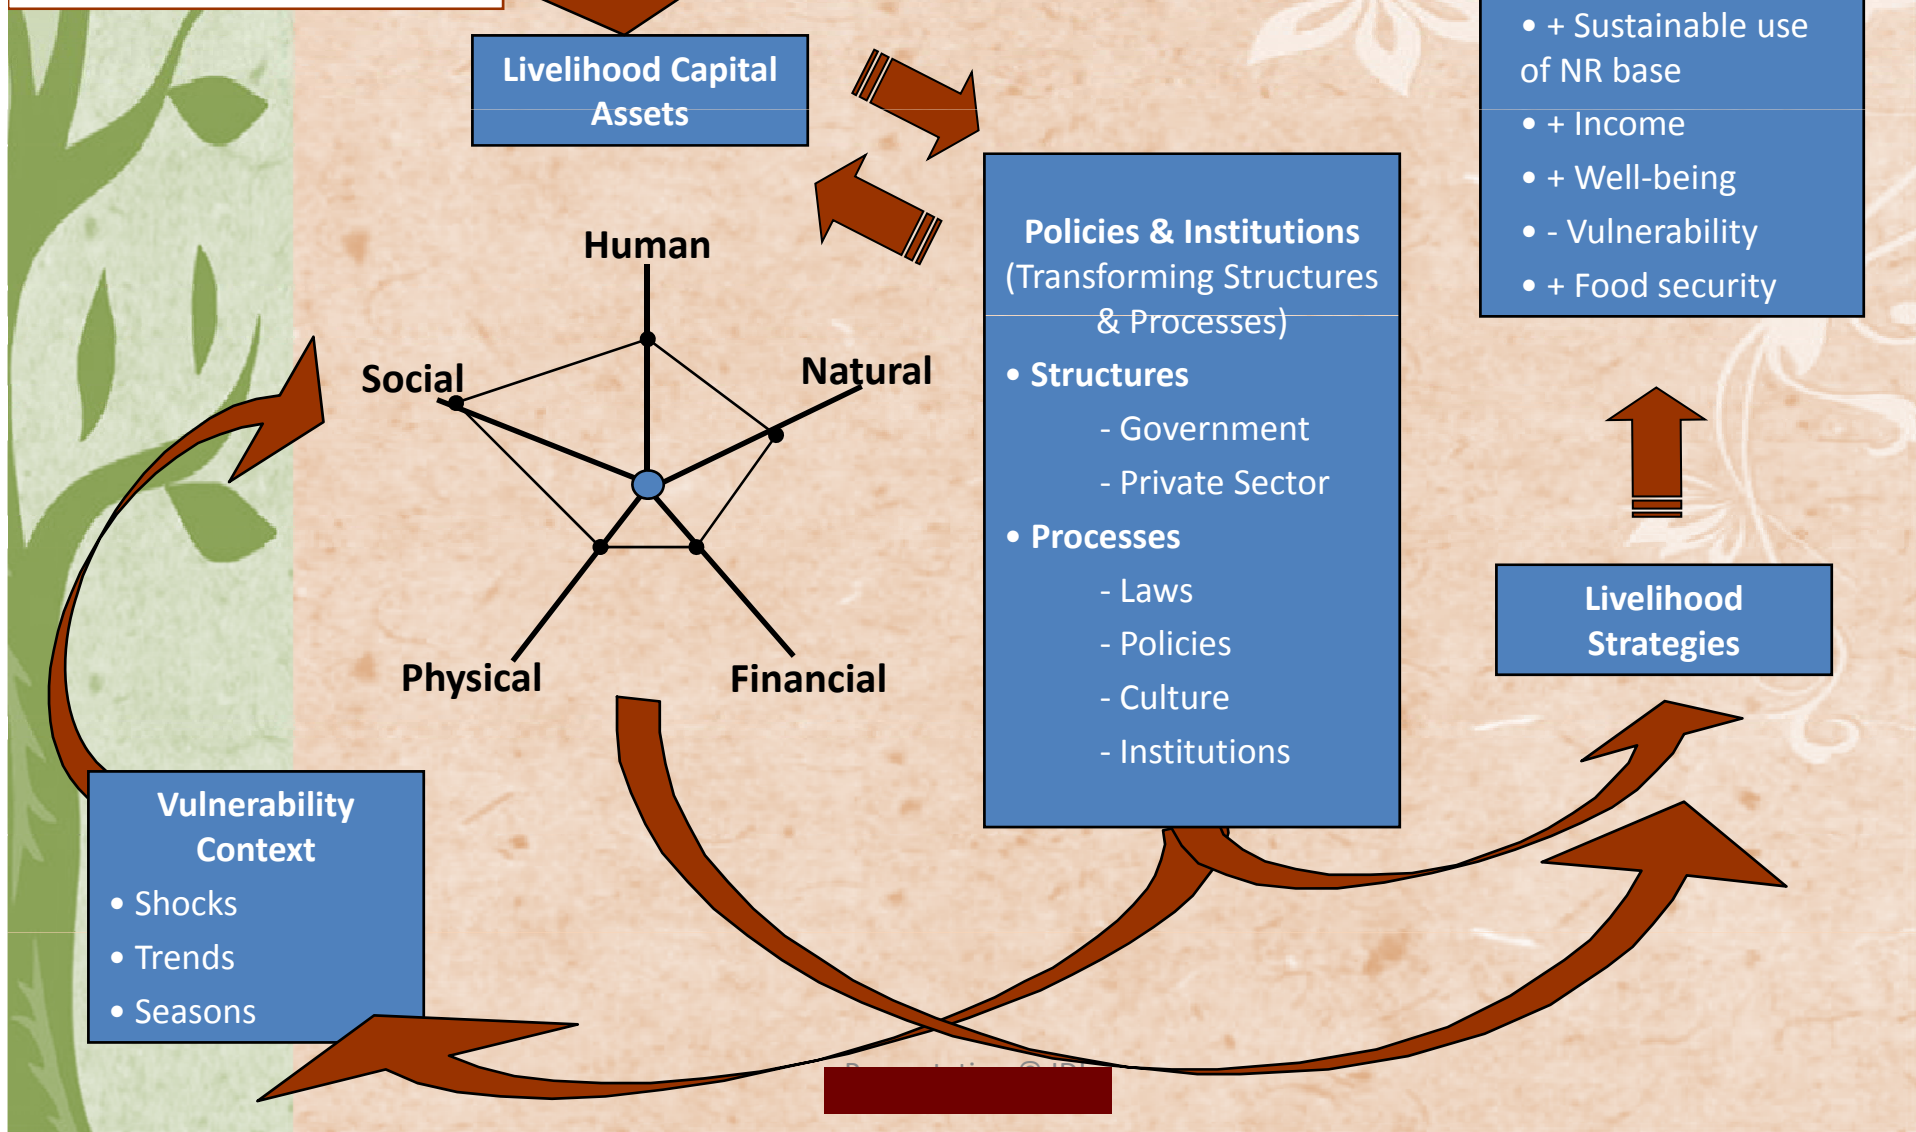 Livelihood Capital
Assets
Human
Social
Natural
Physical
Financial
Policies & Institutions
(Transforming Structures
& Processes)
• Structures
- Government
- Private Sector
• Processes
- Laws
- Policies
- Culture
- Institutions
• + Sustainable use
of NR base
• + Income
• + Well-being
• - Vulnerability
• + Food security
Livelihood
Strategies
Vulnerability
Context
• Shocks
• Trends
• Seasons